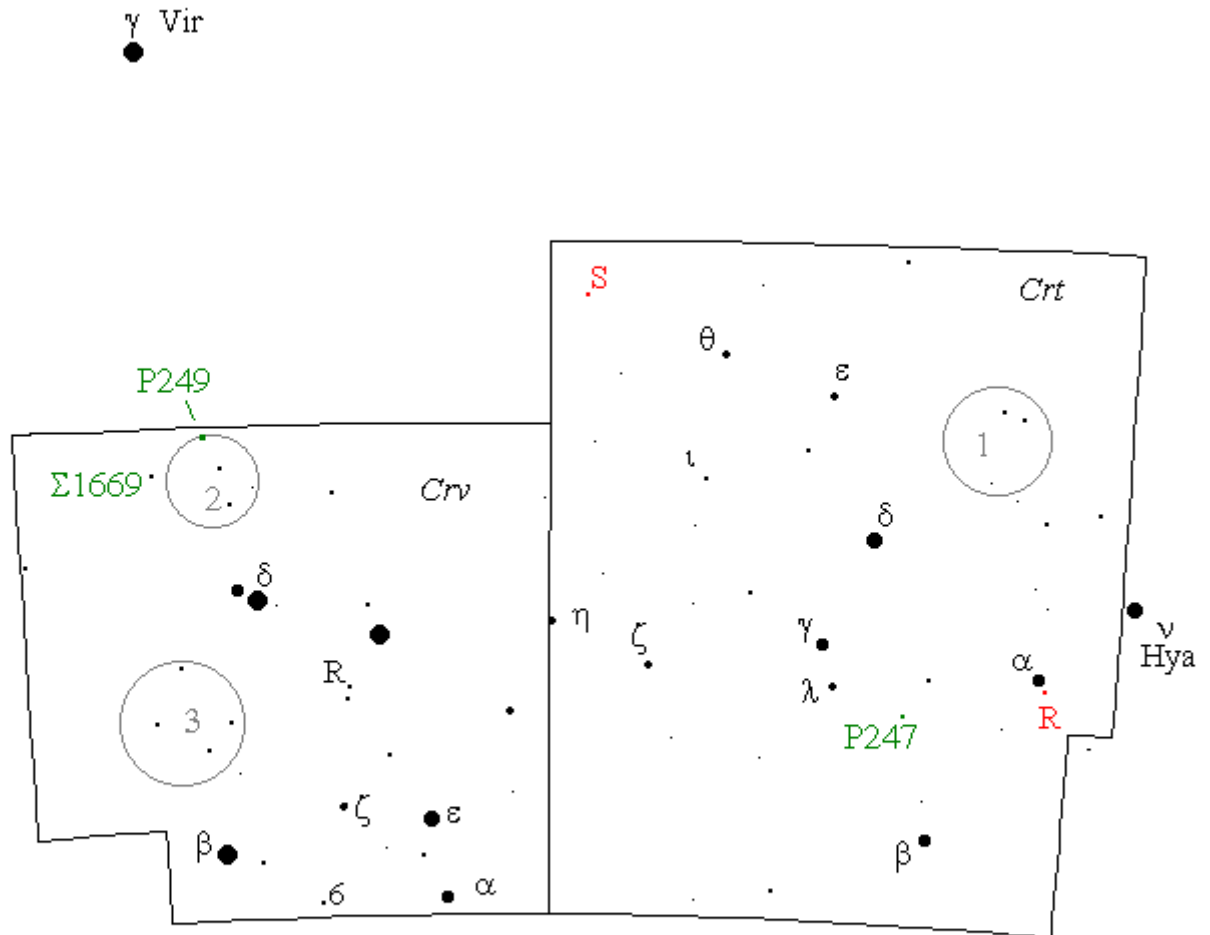 γ Vir
S
Crt
θ
ε
P249
1
ι
Σ1669
2
Crv
δ
δ
η
ζ
γ
ν
Hya
R
α
λ
3
R
P247
ζ
ε
β
β
6
α